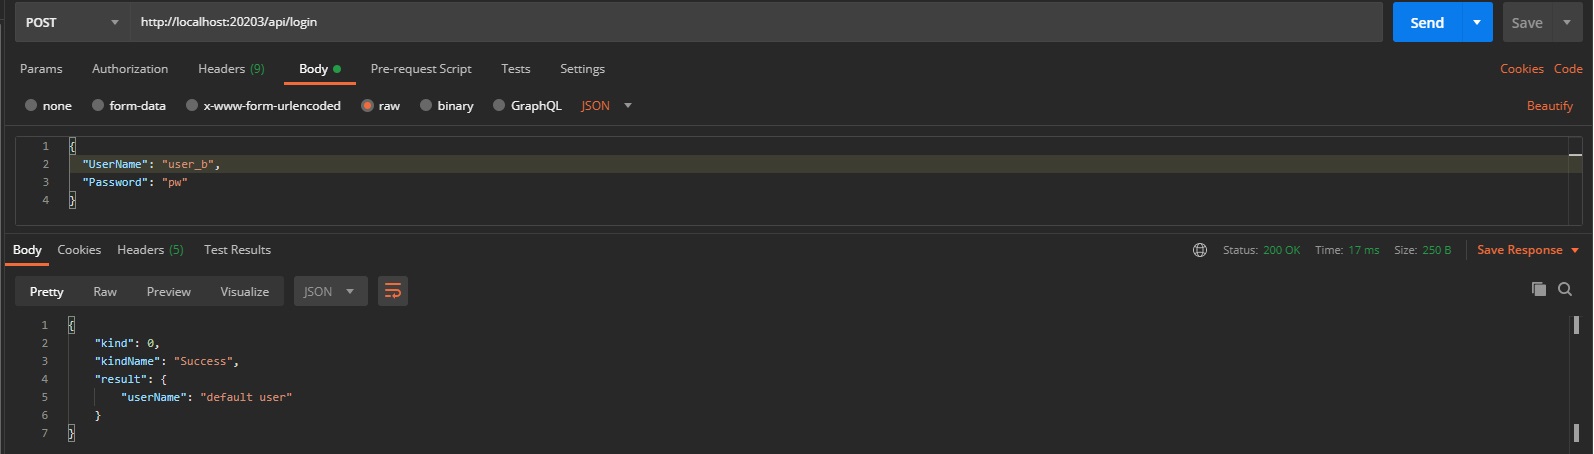 POST http://localhost:20203/api/login Send Save
Params Authorization Headers (9) Body Pre-request Script Tests Settings Cookies Code
none form-data x-www-form-urlencoded raw binary GraphQL JSON Beautify
1 {
2 "UserName": "user_b",
3 "Password": "pw"
4 }
Body Cookies Headers (5) Test Results Status: 200 OK Time: 17 ms Size: 250 B Save Response
Pretty Raw Preview Visualize JSON
1 {
2 "kind": 0,
3 "kindName": "Success",
4 "result": {
5 "userName": "default user"
6 }
7 }